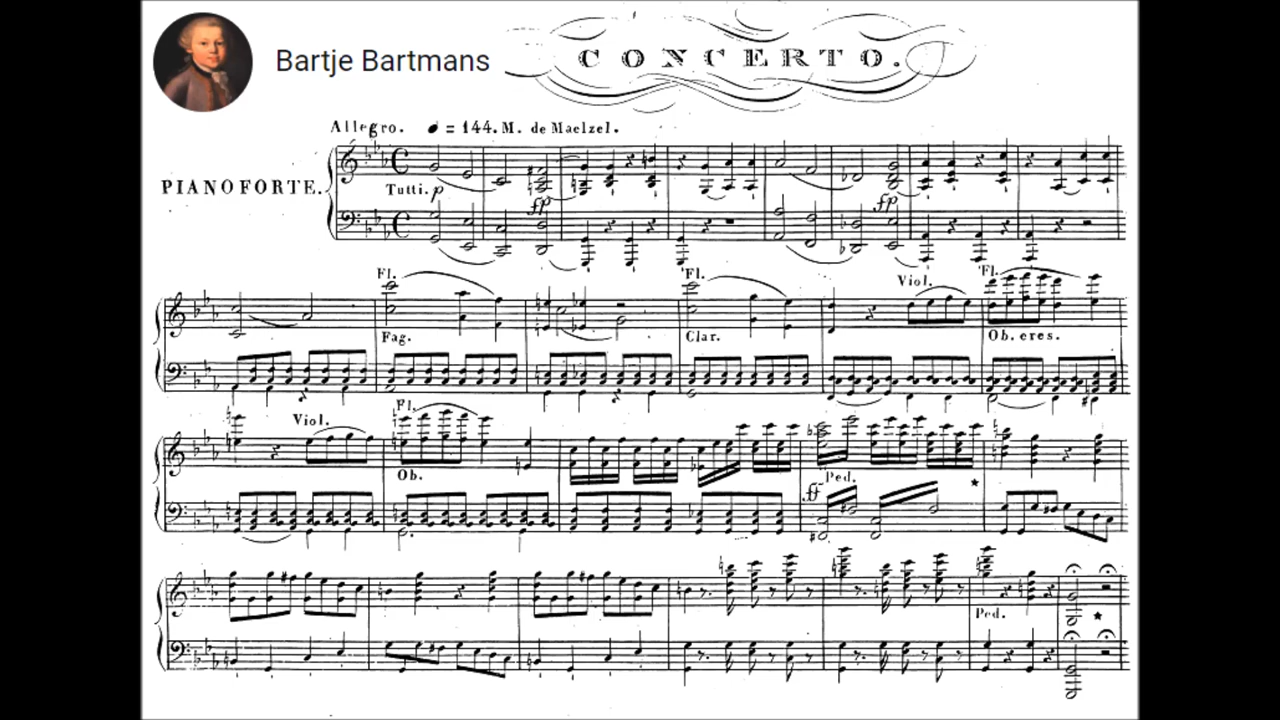 Bartje Bartmans
CONCERTO.
Allegro. = 144. M. de Maelzel.
PIANOFORTE.
Tutti. p
fp
fp
Fl.
Fl.
Viol.
Fl.
Fag.
Clar.
Ob. cres.
Viol.
Fl.
Ob.
ff
Ped.
Ped.